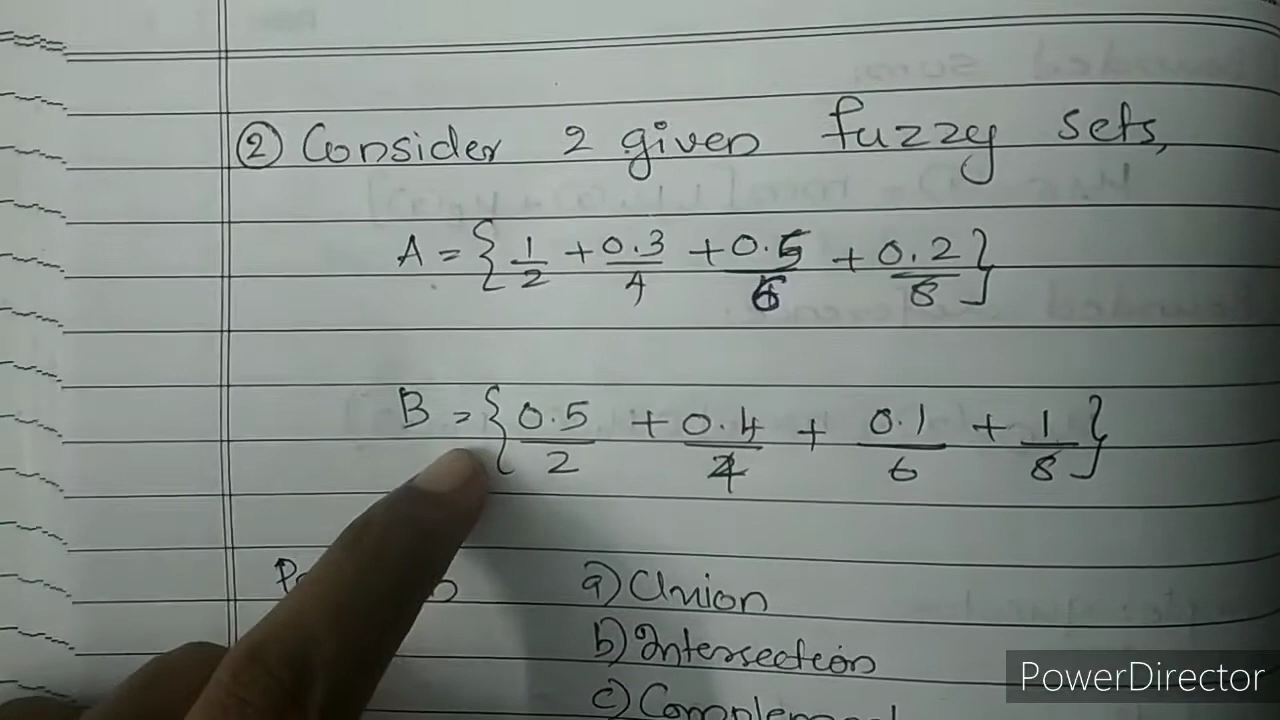 ② Consider 2 given fuzzy sets,
A = { 1/2 + 0.3/4 + 0.5/6 + 0.2/8 }
B = { 0.5/2 + 0.4/4 + 0.1/6 + 1/8 }
a) Union
b) Intersection
c) Complement
PowerDirector